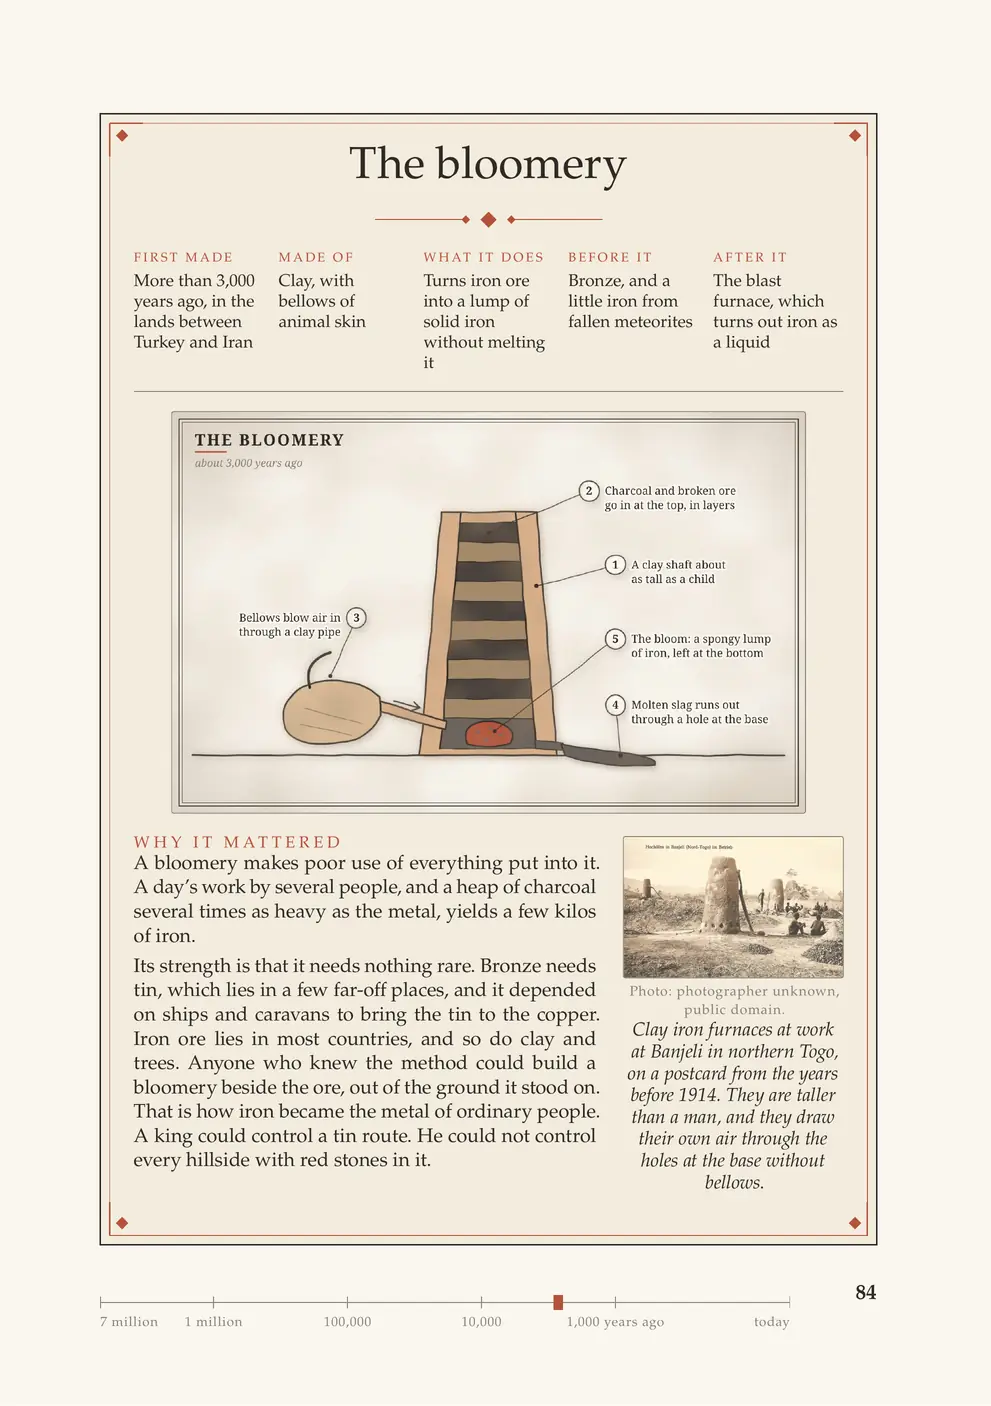 The bloomery
FIRST MADE
More than 3,000
years ago, in the
lands between
Turkey and Iran
MADE OF
Clay, with
bellows of
animal skin
WHAT IT DOES
Turns iron ore
into a lump of
solid iron
without melting
it
BEFORE IT
Bronze, and a
little iron from
fallen meteorites
AFTER IT
The blast
furnace, which
turns out iron as
a liquid
THE BLOOMERY
about 3,000 years ago
2 Charcoal and broken ore
go in at the top, in layers
1 A clay shaft about
as tall as a child
Bellows blow air in 3
through a clay pipe
5 The bloom: a spongy lump
of iron, left at the bottom
4 Molten slag runs out
through a hole at the base
WHY IT MATTERED
A bloomery makes poor use of everything put into it.
A day's work by several people, and a heap of charcoal
several times as heavy as the metal, yields a few kilos
of iron.
Its strength is that it needs nothing rare. Bronze needs
tin, which lies in a few far-off places, and it depended
on ships and caravans to bring the tin to the copper.
Iron ore lies in most countries, and so do clay and
trees. Anyone who knew the method could build a
bloomery beside the ore, out of the ground it stood on.
That is how iron became the metal of ordinary people.
A king could control a tin route. He could not control
every hillside with red stones in it.
Hochöfen in Banjeli (Nord-Togo) im Betrieb.
Photo: photographer unknown,
public domain.
Clay iron furnaces at work
at Banjeli in northern Togo,
on a postcard from the years
before 1914. They are taller
than a man, and they draw
their own air through the
holes at the base without
bellows.
84
7 million 1 million 100,000 10,000 1,000 years ago today